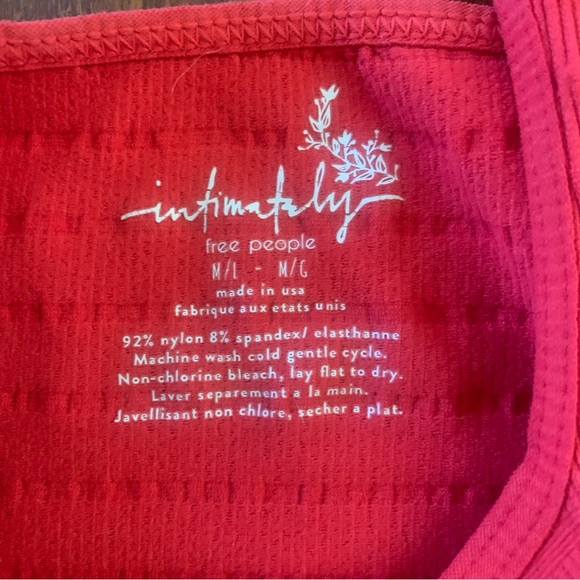 intimately
free people
M/L - M/G
made in usa
fabrique aux etats unis
92% nylon 8% spandex/ elasthanne
Machine wash cold gentle cycle.
Non-chlorine bleach, lay flat to dry.
Laver separement a la main.
Javellisant non chlore, secher a plat.